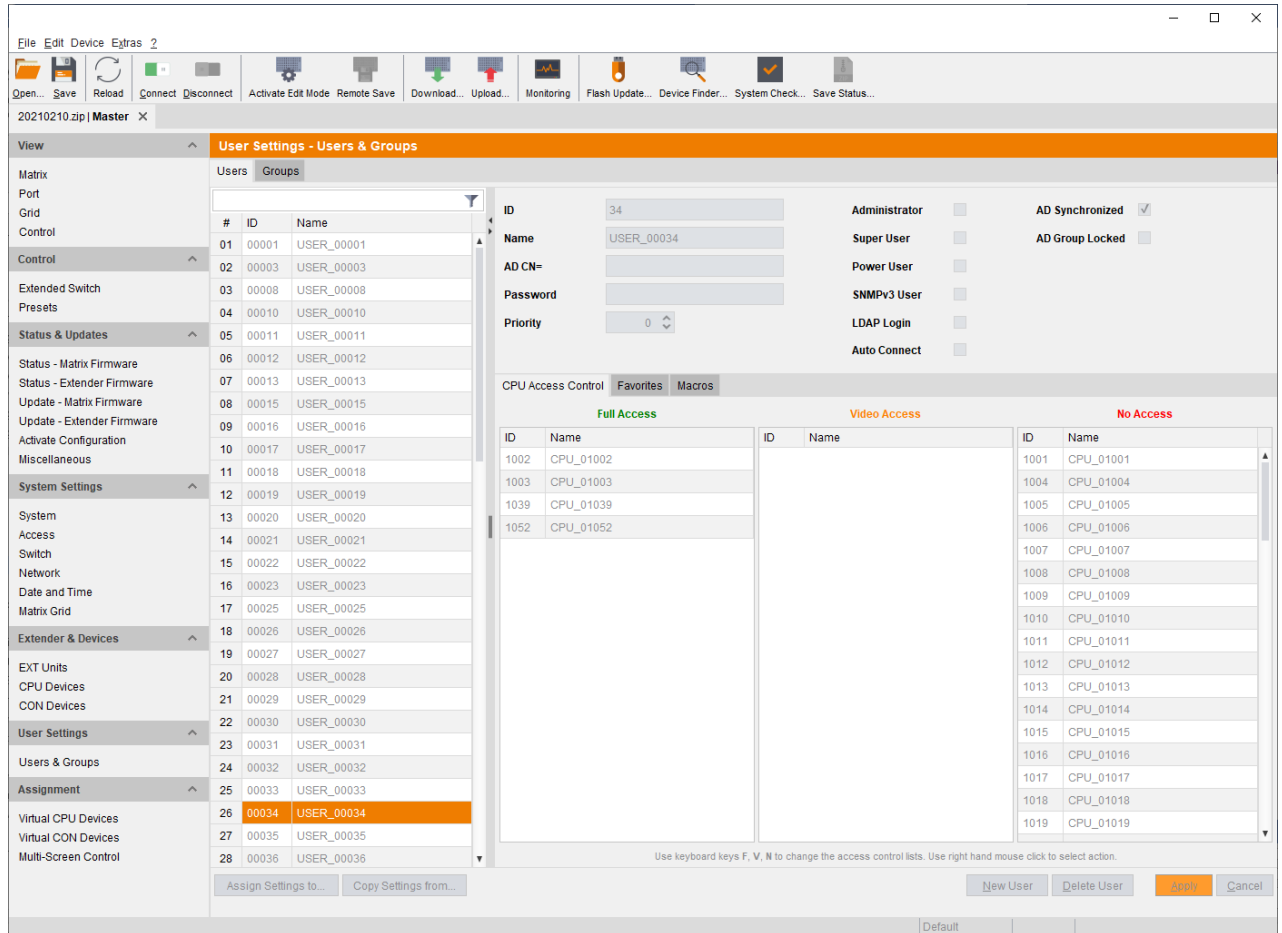 File Edit Device Extras ?
Open... Save Reload Connect Disconnect Activate Edit Mode Remote Save Download... Upload... Monitoring Flash Update... Device Finder... System Check... Save Status...
20210210.zip | Master
View
Matrix
Port
Grid
Control
Control
Extended Switch
Presets
Status & Updates
Status - Matrix Firmware
Status - Extender Firmware
Update - Matrix Firmware
Update - Extender Firmware
Activate Configuration
Miscellaneous
System Settings
System
Access
Switch
Network
Date and Time
Matrix Grid
Extender & Devices
EXT Units
CPU Devices
CON Devices
User Settings
Users & Groups
Assignment
Virtual CPU Devices
Virtual CON Devices
Multi-Screen Control
User Settings - Users & Groups
Users Groups
# ID Name
01 00001 USER_00001
02 00003 USER_00003
03 00008 USER_00008
04 00010 USER_00010
05 00011 USER_00011
06 00012 USER_00012
07 00013 USER_00013
08 00015 USER_00015
09 00016 USER_00016
10 00017 USER_00017
11 00018 USER_00018
12 00019 USER_00019
13 00020 USER_00020
14 00021 USER_00021
15 00022 USER_00022
16 00023 USER_00023
17 00025 USER_00025
18 00026 USER_00026
19 00027 USER_00027
20 00028 USER_00028
21 00029 USER_00029
22 00030 USER_00030
23 00031 USER_00031
24 00032 USER_00032
25 00033 USER_00033
26 00034 USER_00034
27 00035 USER_00035
28 00036 USER_00036
ID 34 Administrator AD Synchronized
Name USER_00034 Super User AD Group Locked
AD CN= Power User
Password SNMPv3 User
Priority 0 LDAP Login
Auto Connect
CPU Access Control Favorites Macros
Full Access
ID Name
1002 CPU_01002
1003 CPU_01003
1039 CPU_01039
1052 CPU_01052
Video Access
ID Name
No Access
ID Name
1001 CPU_01001
1004 CPU_01004
1005 CPU_01005
1006 CPU_01006
1007 CPU_01007
1008 CPU_01008
1009 CPU_01009
1010 CPU_01010
1011 CPU_01011
1012 CPU_01012
1013 CPU_01013
1014 CPU_01014
1015 CPU_01015
1016 CPU_01016
1017 CPU_01017
1018 CPU_01018
1019 CPU_01019
Use keyboard keys F, V, N to change the access control lists. Use right hand mouse click to select action.
Assign Settings to... Copy Settings from... New User Delete User Apply Cancel
Default